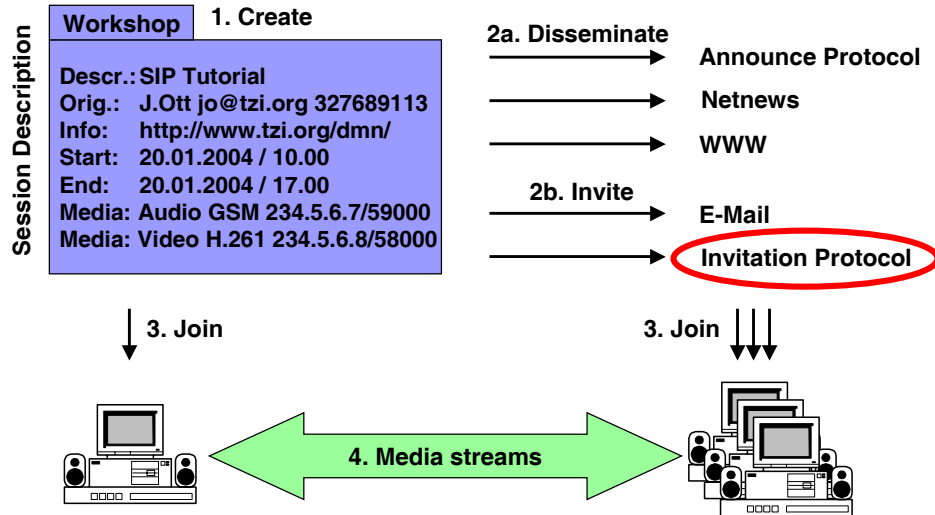 Session Description
Workshop
1. Create
Descr.: SIP Tutorial
Orig.: J.Ott jo@tzi.org 327689113
Info: http://www.tzi.org/dmn/
Start: 20.01.2004 / 10.00
End: 20.01.2004 / 17.00
Media: Audio GSM 234.5.6.7/59000
Media: Video H.261 234.5.6.8/58000
2a. Disseminate
Announce Protocol
Netnews
WWW
2b. Invite
E-Mail
Invitation Protocol
3. Join
3. Join
4. Media streams